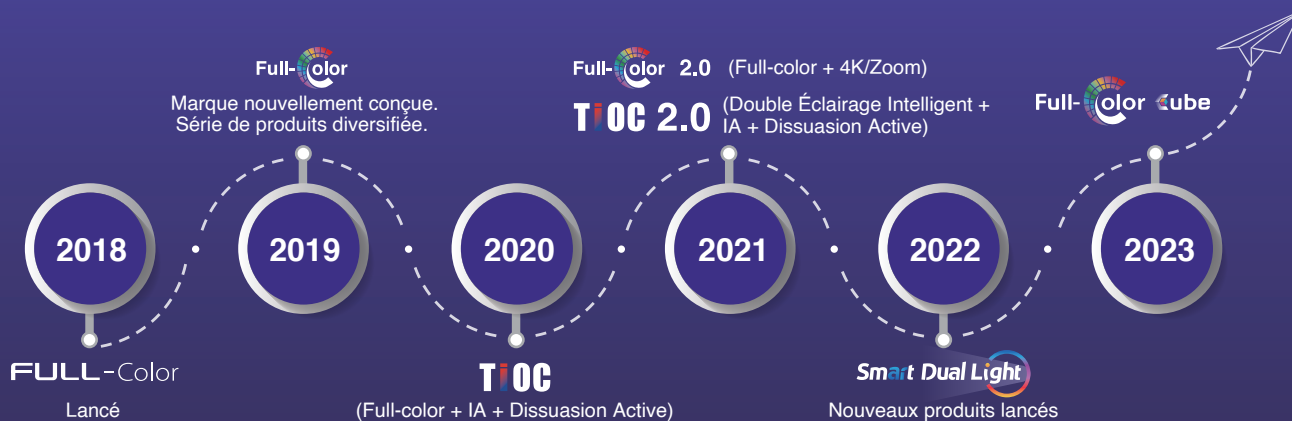 Full-Color
Marque nouvellement conçue.
Série de produits diversifiée.
Full-Color 2.0 (Full-color + 4K/Zoom)
TiOC 2.0 (Double Éclairage Intelligent +
IA + Dissuasion Active)
Full-Color Cube
2018
2019
2020
2021
2022
2023
FULL-Color
Lancé
TiOC
(Full-color + IA + Dissuasion Active)
Smart Dual Light
Nouveaux produits lancés